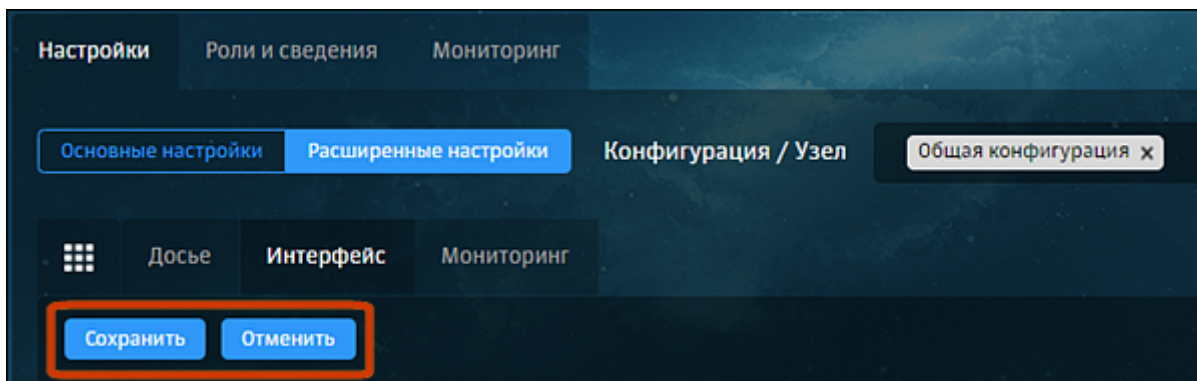 Настройки Роли и сведения Мониторинг
Основные настройки Расширенные настройки Конфигурация / Узел Общая конфигурация x
Досье Интерфейс Мониторинг
Сохранить Отменить